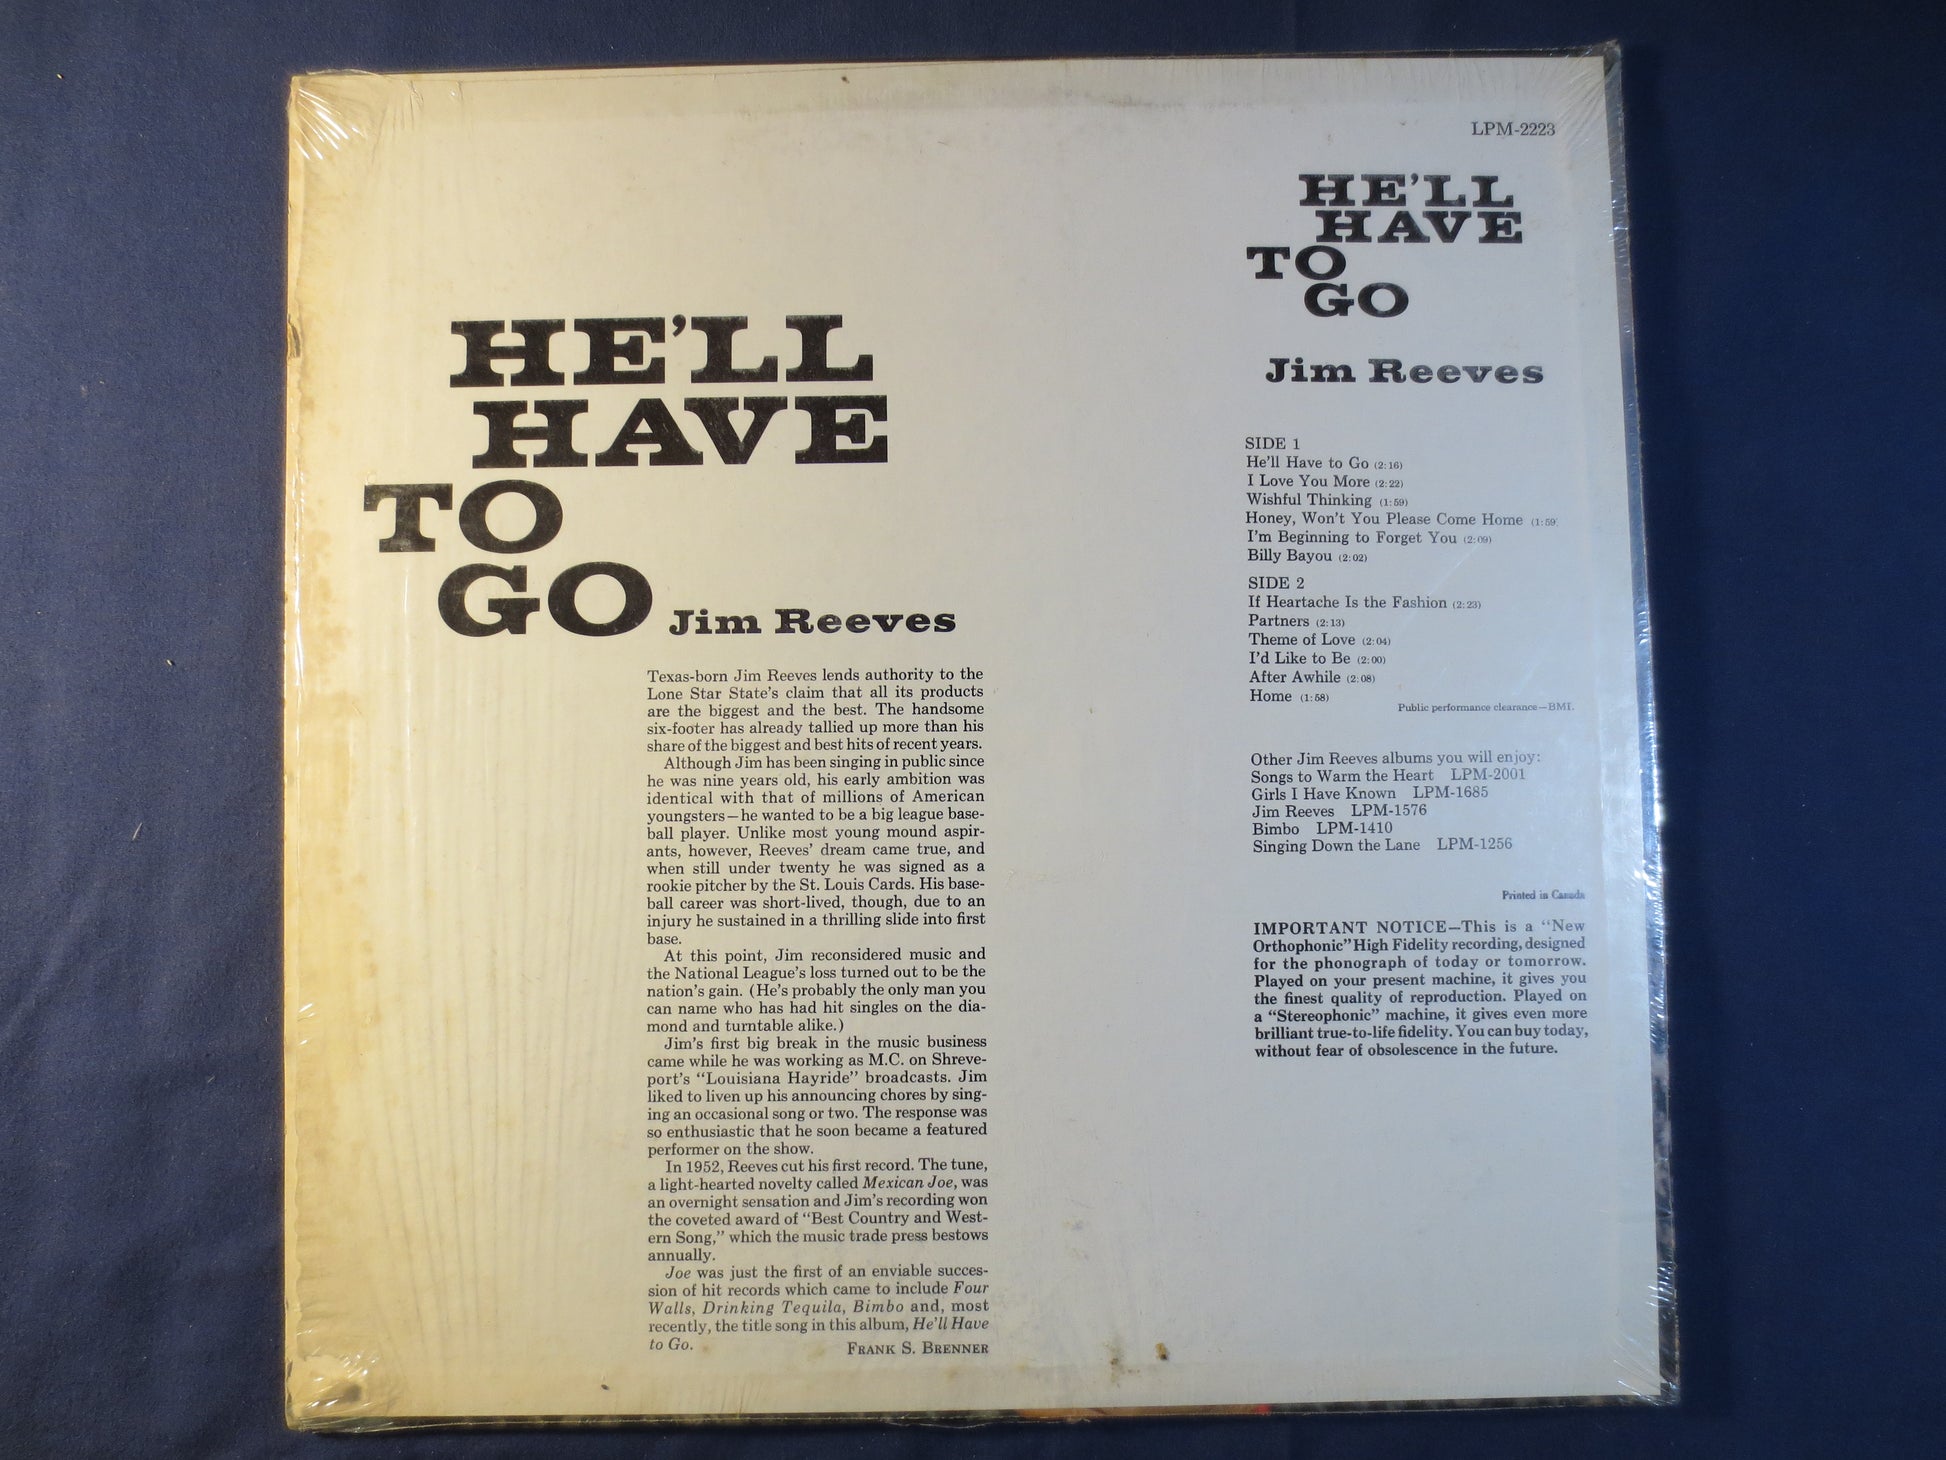 HE'LL
HAVE
TO
GO Jim Reeves
Texas-born Jim Reeves lends authority to the
Lone Star State's claim that all its products
are the biggest and the best. The handsome
six-footer has already tallied up more than his
share of the biggest and best hits of recent years.
Although Jim has been singing in public since
he was nine years old, his early ambition was
identical with that of millions of American
youngsters—he wanted to be a big league base-
ball player. Unlike most young mound aspir-
ants, however, Reeves' dream came true, and
when still under twenty he was signed as a
rookie pitcher by the St. Louis Cards. His base-
ball career was short-lived, though, due to an
injury he sustained in a thrilling slide into first
base.
At this point, Jim reconsidered music and
the National League's loss turned out to be the
nation's gain. (He's probably the only man you
can name who has had hit singles on the dia-
mond and turntable alike.)
Jim's first big break in the music business
came while he was working as M.C. on Shreve-
port's "Louisiana Hayride" broadcasts. Jim
liked to liven up his announcing chores by sing-
ing an occasional song or two. The response was
so enthusiastic that he soon became a featured
performer on the show.
In 1952, Reeves cut his first record. The tune,
a light-hearted novelty called Mexican Joe, was
an overnight sensation and Jim's recording won
the coveted award of "Best Country and West-
ern Song," which the music trade press bestows
annually.
Joe was just the first of an enviable succes-
sion of hit records which came to include Four
Walls, Drinking Tequila, Bimbo and, most
recently, the title song in this album, He'll Have
to Go.
FRANK S. BRENNER
LPM-2223
HE'LL
HAVE
TO
GO
Jim Reeves
SIDE 1
He'll Have to Go (2:16)
I Love You More (2:22)
Wishful Thinking (1:59)
Honey, Won't You Please Come Home (1:59)
I'm Beginning to Forget You (2:09)
Billy Bayou (2:02)
SIDE 2
If Heartache Is the Fashion (2:23)
Partners (2:13)
Theme of Love (2:04)
I'd Like to Be (2:00)
After Awhile (2:08)
Home (1:58)
Public performance clearance—BMI.
Other Jim Reeves albums you will enjoy:
Songs to Warm the Heart LPM-2001
Girls I Have Known LPM-1685
Jim Reeves LPM-1576
Bimbo LPM-1410
Singing Down the Lane LPM-1256
Printed in Canada
IMPORTANT NOTICE—This is a "New
Orthophonic" High Fidelity recording, designed
for the phonograph of today or tomorrow.
Played on your present machine, it gives you
the finest quality of reproduction. Played on
a "Stereophonic" machine, it gives even more
brilliant true-to-life fidelity. You can buy today,
without fear of obsolescence in the future.